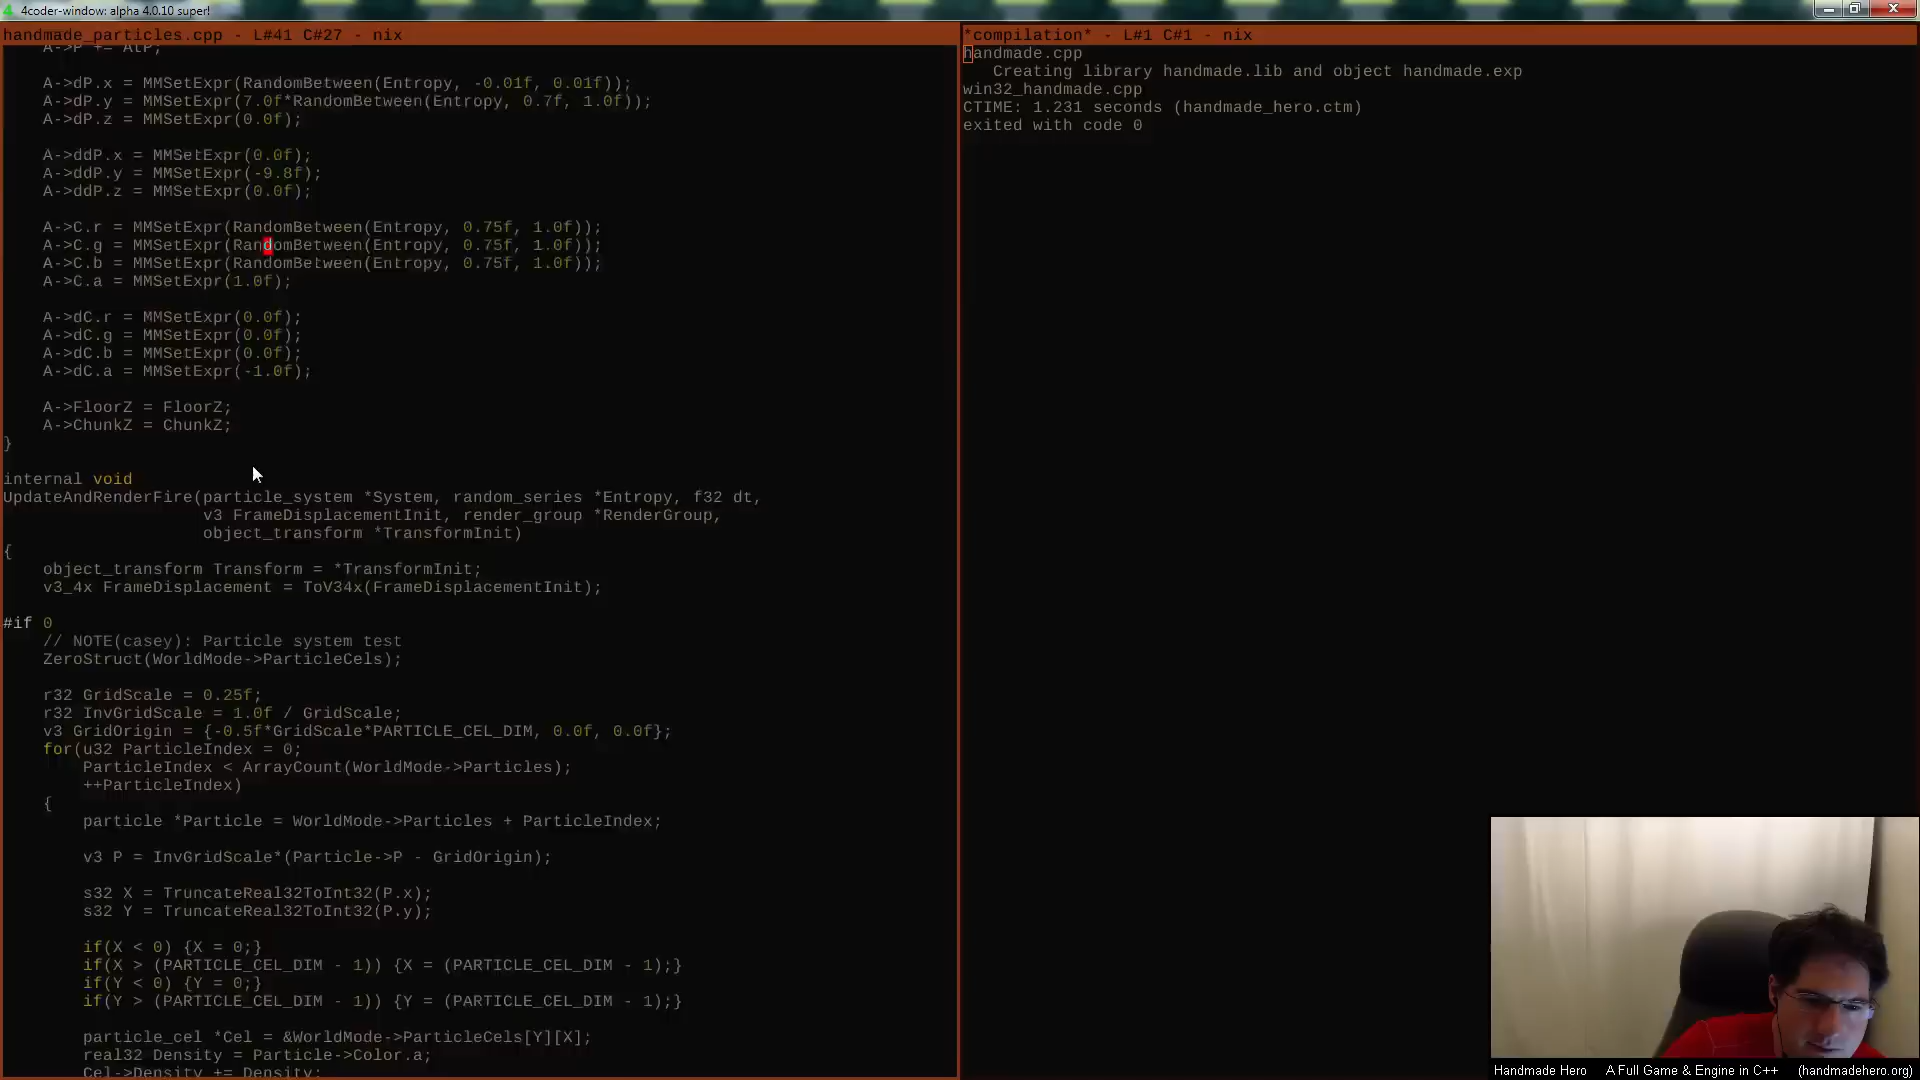 4coder-window: alpha 4.0.10 super!
handmade_particles.cpp - L#41 C#27 - nix
A->P += AtP;
A->dP.x = MMSetExpr(RandomBetween(Entropy, -0.01f, 0.01f));
A->dP.y = MMSetExpr(7.0f*RandomBetween(Entropy, 0.7f, 1.0f));
A->dP.z = MMSetExpr(0.0f);
A->ddP.x = MMSetExpr(0.0f);
A->ddP.y = MMSetExpr(-9.8f);
A->ddP.z = MMSetExpr(0.0f);
A->C.r = MMSetExpr(RandomBetween(Entropy, 0.75f, 1.0f));
A->C.g = MMSetExpr(RandomBetween(Entropy, 0.75f, 1.0f));
A->C.b = MMSetExpr(RandomBetween(Entropy, 0.75f, 1.0f));
A->C.a = MMSetExpr(1.0f);
A->dC.r = MMSetExpr(0.0f);
A->dC.g = MMSetExpr(0.0f);
A->dC.b = MMSetExpr(0.0f);
A->dC.a = MMSetExpr(-1.0f);
A->FloorZ = FloorZ;
A->ChunkZ = ChunkZ;
}
internal void
UpdateAndRenderFire(particle_system *System, random_series *Entropy, f32 dt,
v3 FrameDisplacementInit, render_group *RenderGroup,
object_transform *TransformInit)
{
object_transform Transform = *TransformInit;
v3_4x FrameDisplacement = ToV34x(FrameDisplacementInit);
#if 0
// NOTE(casey): Particle system test
ZeroStruct(WorldMode->ParticleCels);
r32 GridScale = 0.25f;
r32 InvGridScale = 1.0f / GridScale;
v3 GridOrigin = {-0.5f*GridScale*PARTICLE_CEL_DIM, 0.0f, 0.0f};
for(u32 ParticleIndex = 0;
ParticleIndex < ArrayCount(WorldMode->Particles);
++ParticleIndex)
{
particle *Particle = WorldMode->Particles + ParticleIndex;
v3 P = InvGridScale*(Particle->P - GridOrigin);
s32 X = TruncateReal32ToInt32(P.x);
s32 Y = TruncateReal32ToInt32(P.y);
if(X < 0) {X = 0;}
if(X > (PARTICLE_CEL_DIM - 1)) {X = (PARTICLE_CEL_DIM - 1);}
if(Y < 0) {Y = 0;}
if(Y > (PARTICLE_CEL_DIM - 1)) {Y = (PARTICLE_CEL_DIM - 1);}
particle_cel *Cel = &WorldMode->ParticleCels[Y][X];
real32 Density = Particle->Color.a;
Cel->Density += Density;
*compilation* - L#1 C#1 - nix
handmade.cpp
Creating library handmade.lib and object handmade.exp
win32_handmade.cpp
CTIME: 1.231 seconds (handmade_hero.ctm)
exited with code 0
Handmade Hero A Full Game & Engine in C++ (handmadehero.org)